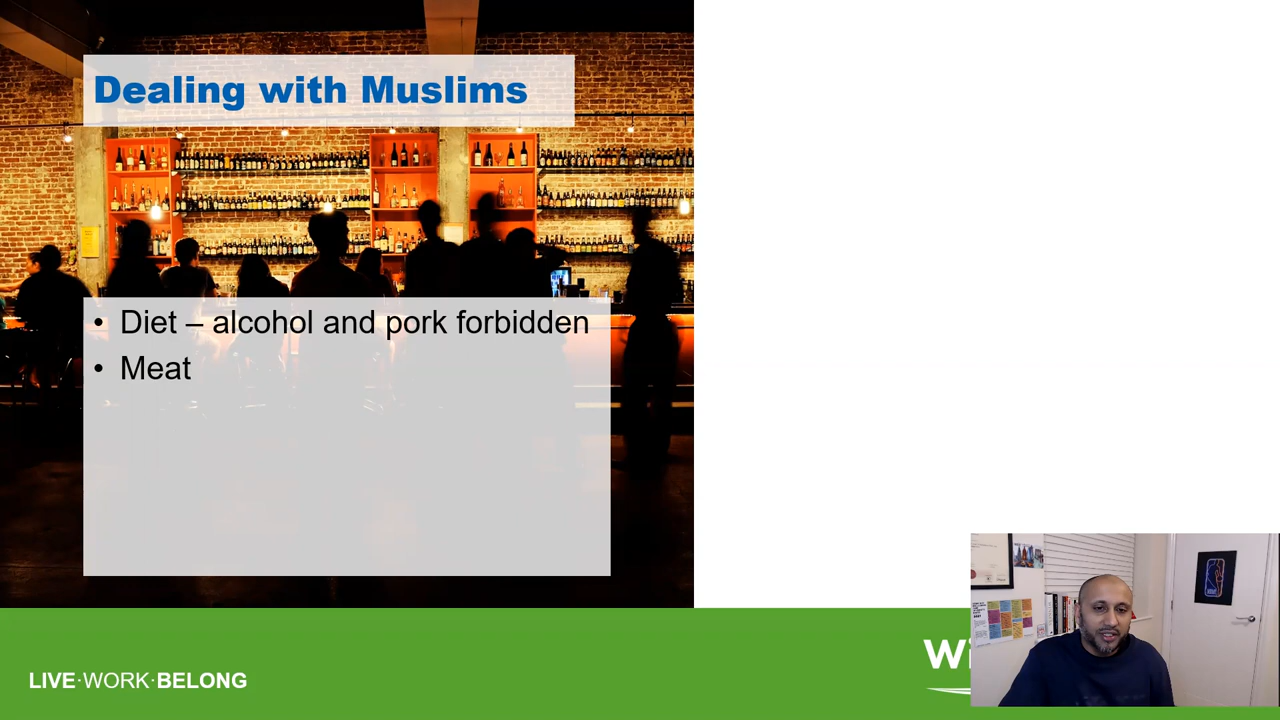 Dealing with Muslims
• Diet – alcohol and pork forbidden
• Meat
LIVE·WORK·BELONG